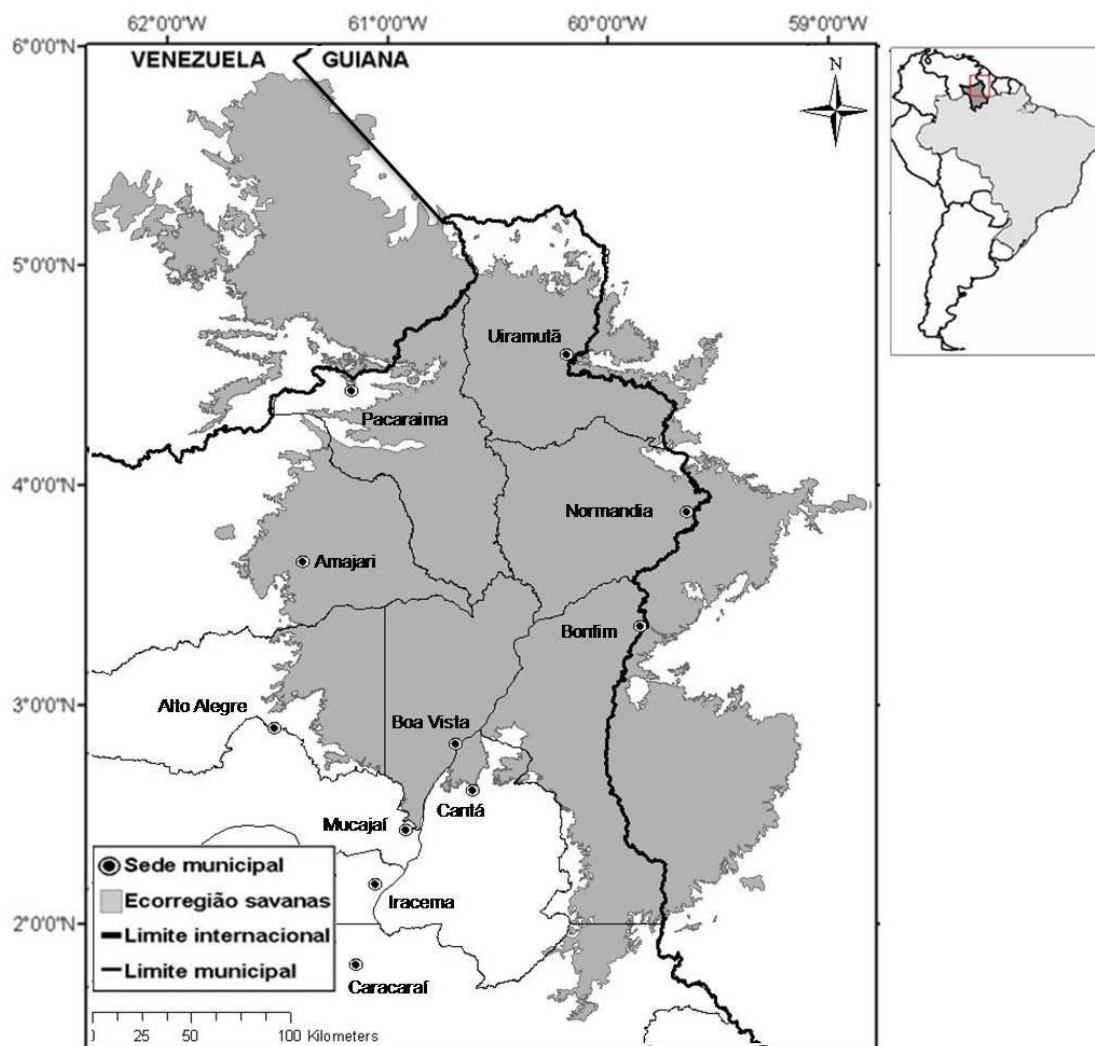 62°0'0"W 61°0'0"W 60°0'0"W 59°0'0"W
6°0'0"N
VENEZUELA GUIANA
N
5°0'0"N
Uiramutã
Pacaraima
4°0'0"N
Normandia
Amajari
Bonfim
3°0'0"N
Alto Alegre
Boa Vista
Cantá
Mucajaí
Sede municipal
Ecorregião savanas
Iracema
2°0'0"N
Limite internacional
Limite municipal
Caracaraí
0 25 50 100 Kilometers